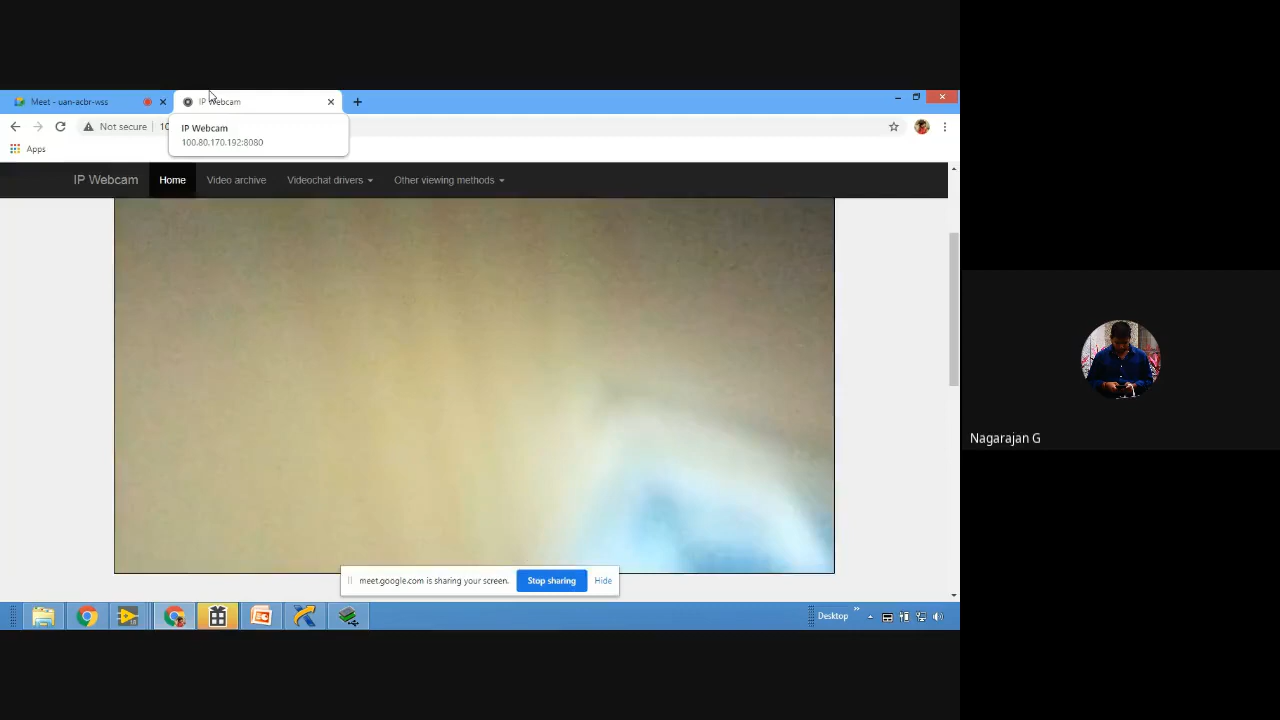 Meet - uan-acbr-wss
IP Webcam
Not secure
10
IP Webcam
100.80.170.192:8080
Apps
IP Webcam
Home
Video archive
Videochat drivers
Other viewing methods
meet.google.com is sharing your screen.
Stop sharing
Hide
Desktop
Nagarajan G